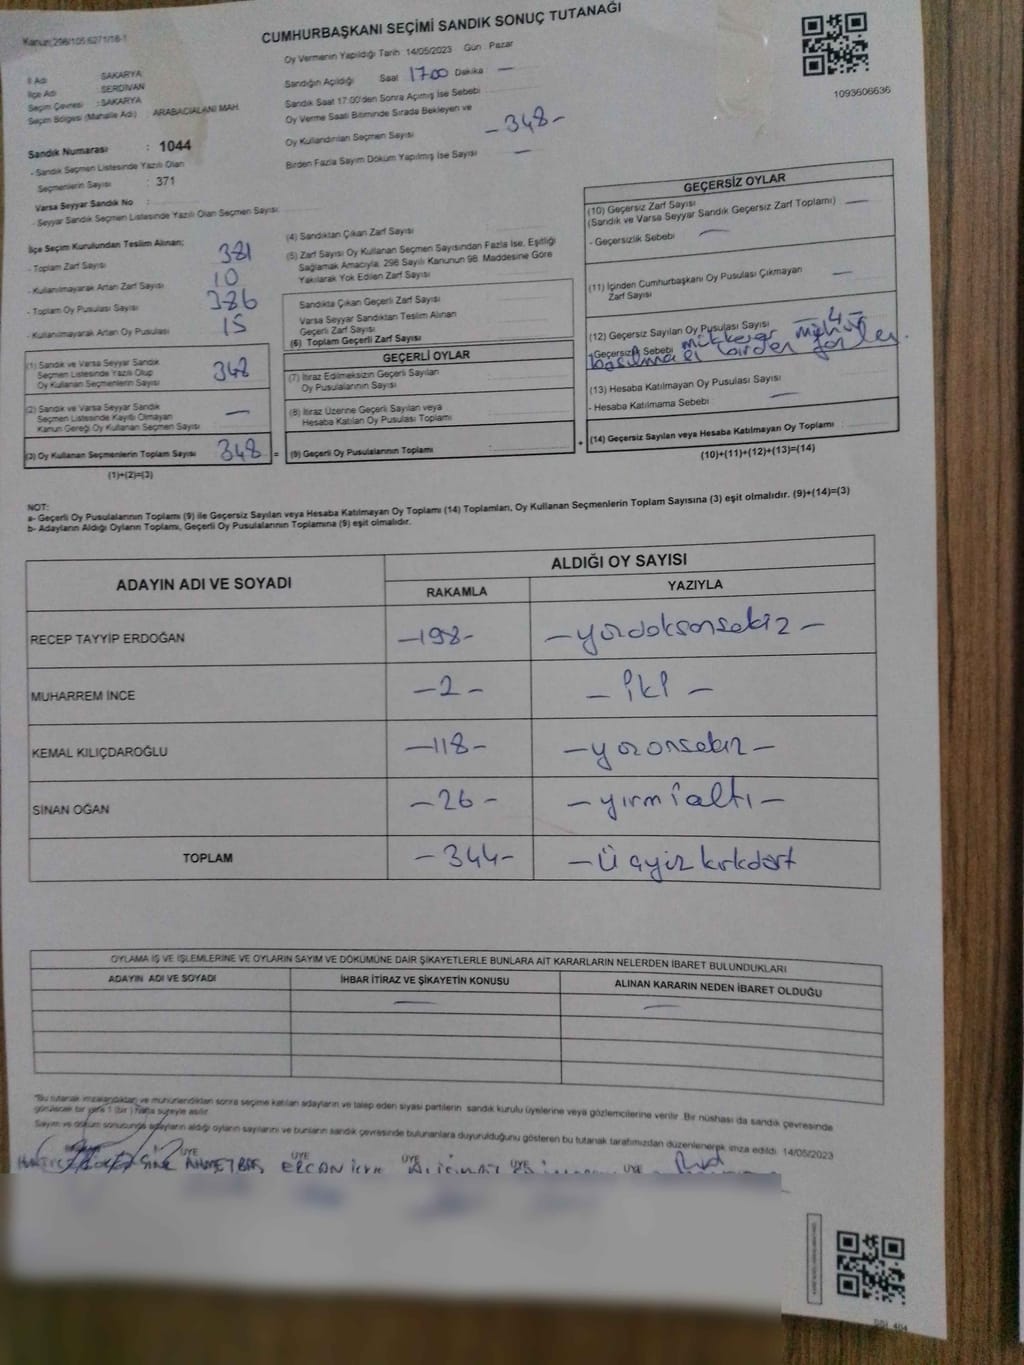 CUMHURBAŞKANI SEÇİMİ SANDIK SONUÇ TUTANAĞI
Oy Vermenin Yapıldığı Tarih 14/05/2023 Gün : Pazar
1093606636
İl Adı : SAKARYA
İlçe Adı : SERDİVAN
Seçim Çevresi : SAKARYA
Seçim Bölgesi (Mahalle Adı) : ARABACIALANI MAH.
Sandık Numarası : 1044
- Sandık Seçmen Listesinde Yazılı Olan
Seçmenlerin Sayısı : 371
Varsa Seyyar Sandık No :
- Seyyar Sandık Seçmen Listesinde Yazılı Olan Seçmen Sayısı:
Sandığın Açıldığı Saat 1700 Dakika —
Sandık Saat 17:00'den Sonra Açmış İse Sebebi
Oy Verme Saati Bitiminde Sırada Bekleyen ve
Oy Kullandırılan Seçmen Sayısı -348-
Birden Fazla Sayım Döküm Yapılmış İse Sayısı —
İlçe Seçim Kurulundan Teslim Alınan;
- Toplam Zarf Sayısı 381
- Kullanılmayarak Artan Zarf Sayısı 10
- Toplam Oy Pusulası Sayısı 386
- Kullanılmayarak Artan Oy Pusulası 15
(1) Sandık ve Varsa Seyyar Sandık
Seçmen Listesinde Yazılı Olup
Oy Kullanan Seçmenlerin Sayısı 348
(2) Sandık ve Varsa Seyyar Sandık
Seçmen Listesinde Kayıtlı Olmayan
Kanun Gereği Oy Kullanan Seçmen Sayısı —
(3) Oy Kullanan Seçmenlerin Toplam Sayısı 348 =
(1)+(2)=(3)
(4) Sandıktan Çıkan Zarf Sayısı
(5) Zarf Sayısı Oy Kullanan Seçmen Sayısından Fazla İse, Eşitliği
Sağlamak Amacıyla, 298 Sayılı Kanunun 98. Maddesine Göre
Yakılarak Yok Edilen Zarf Sayısı
Sandıkta Çıkan Geçerli Zarf Sayısı
Varsa Seyyar Sandıktan Teslim Alınan
Geçerli Zarf Sayısı
(6) Toplam Geçerli Zarf Sayısı
GEÇERLİ OYLAR
(7) İtiraz Edilmeksizin Geçerli Sayılan
Oy Pusulalarının Sayısı
(8) İtiraz Üzerine Geçerli Sayılan veya
Hesaba Katılan Oy Pusulası Toplamı
(9) Geçerli Oy Pusulalarının Toplamı +
GEÇERSİZ OYLAR
(10) Geçersiz Zarf Sayısı
(Sandık ve Varsa Seyyar Sandık Geçersiz Zarf Toplamı) —
- Geçersizlik Sebebi —
(11) İçinden Cumhurbaşkanı Oy Pusulası Çıkmayan
Zarf Sayısı —
(12) Geçersiz Sayılan Oy Pusulası Sayısı -4-
- Geçersizlik Sebebi mühür
birden
(13) Hesaba Katılmayan Oy Pusulası Sayısı
- Hesaba Katılmama Sebebi —
(14) Geçersiz Sayılan veya Hesaba Katılmayan Oy Toplamı
(10)+(11)+(12)+(13)=(14)
NOT:
a- Geçerli Oy Pusulalarının Toplamı (9) ile Geçersiz Sayılan veya Hesaba Katılmayan Oy Toplamı (14) Toplamları, Oy Kullanan Seçmenlerin Toplam Sayısına (3) eşit olmalıdır. (9)+(14)=(3)
b- Adayların Aldığı Oyların Toplamı, Geçerli Oy Pusulalarının Toplamına (9) eşit olmalıdır.
ADAYIN ADI VE SOYADI ALDIĞI OY SAYISI
RAKAMLA YAZIYLA
RECEP TAYYİP ERDOĞAN -198- -yüzdoksansekiz-
MUHARREM İNCE -2- -iki-
KEMAL KILIÇDAROĞLU -118- -yüzonsekiz-
SİNAN OĞAN -26- -yirmialtı-
TOPLAM -344- -Üçyüzkırkdört
OYLAMA İŞ VE İŞLEMLERİNE VE OYLARIN SAYIM VE DÖKÜMÜNE DAİR ŞİKAYETLERLE BUNLARA AİT KARARLARIN NELERDEN İBARET BULUNDUKLARI
ADAYIN ADI VE SOYADI İHBAR İTİRAZ VE ŞİKAYETİN KONUSU ALINAN KARARIN NEDEN İBARET OLDUĞU
— —
"Bu tutanak imzalandıktan ve mühürlendikten sonra seçime katılan adayların ve talep eden siyasi partilerin sandık kurulu üyelerine veya gözlemcilerine verilir. Bir nüshası da sandık çevresinde
görülecek bir yere 1 (bir) hafta süreyle asılır.
Sayım ve döküm sonucunda adayların aldığı oyların sayılarını ve bunların sandık çevresinde bulunanlara duyurulduğunu gösteren bu tutanak tarafımızdan düzenlenerek imza edildi. 14/05/2023
ÜYE ÜYE ÜYE ÜYE ÜYE
AHMET BAŞ ERCAN